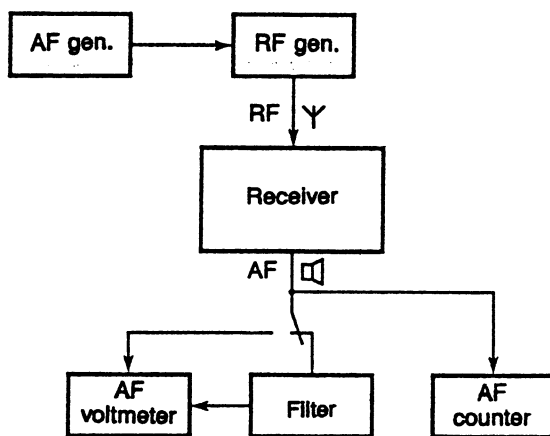 AF gen.
RF gen.
RF
Receiver
AF
AF
voltmeter
Filter
AF
counter